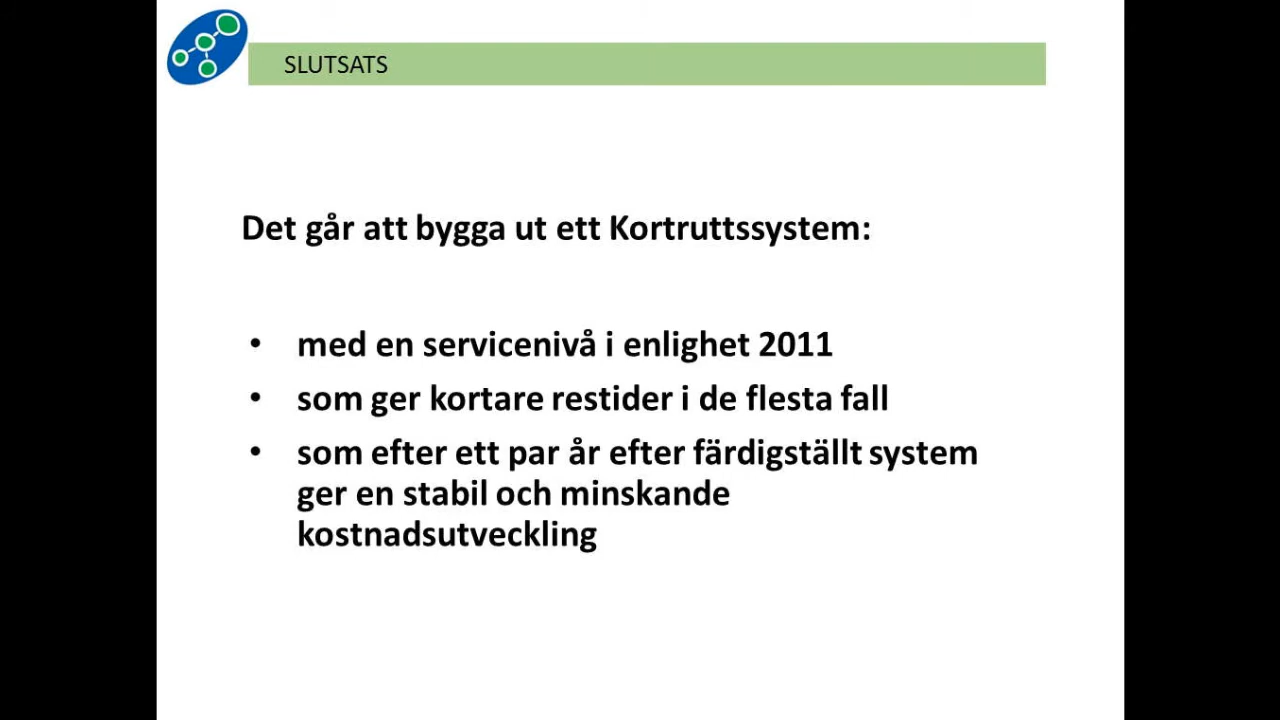 SLUTSATS
Det går att bygga ut ett Kortruttssystem:
• med en servicenivå i enlighet 2011
• som ger kortare restider i de flesta fall
• som efter ett par år efter färdigställt system
ger en stabil och minskande
kostnadsutveckling